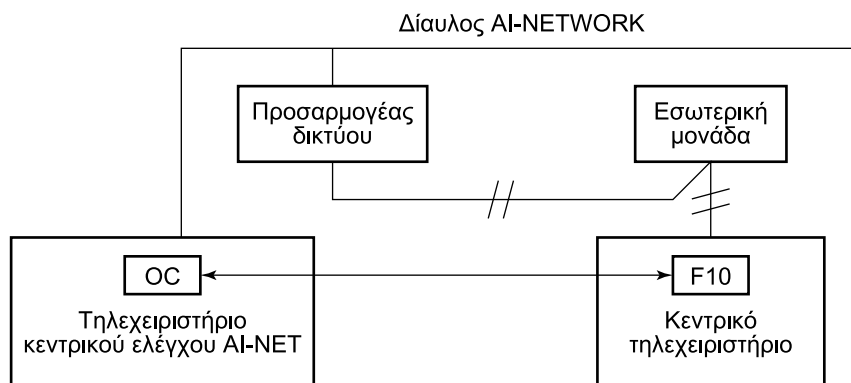 Δίαυλος AI-NETWORK
Προσαρμογέας
δικτύου
Εσωτερική
μονάδα
OC
Τηλεχειριστήριο
κεντρικού ελέγχου AI-NET
F10
Κεντρικό
τηλεχειριστήριο